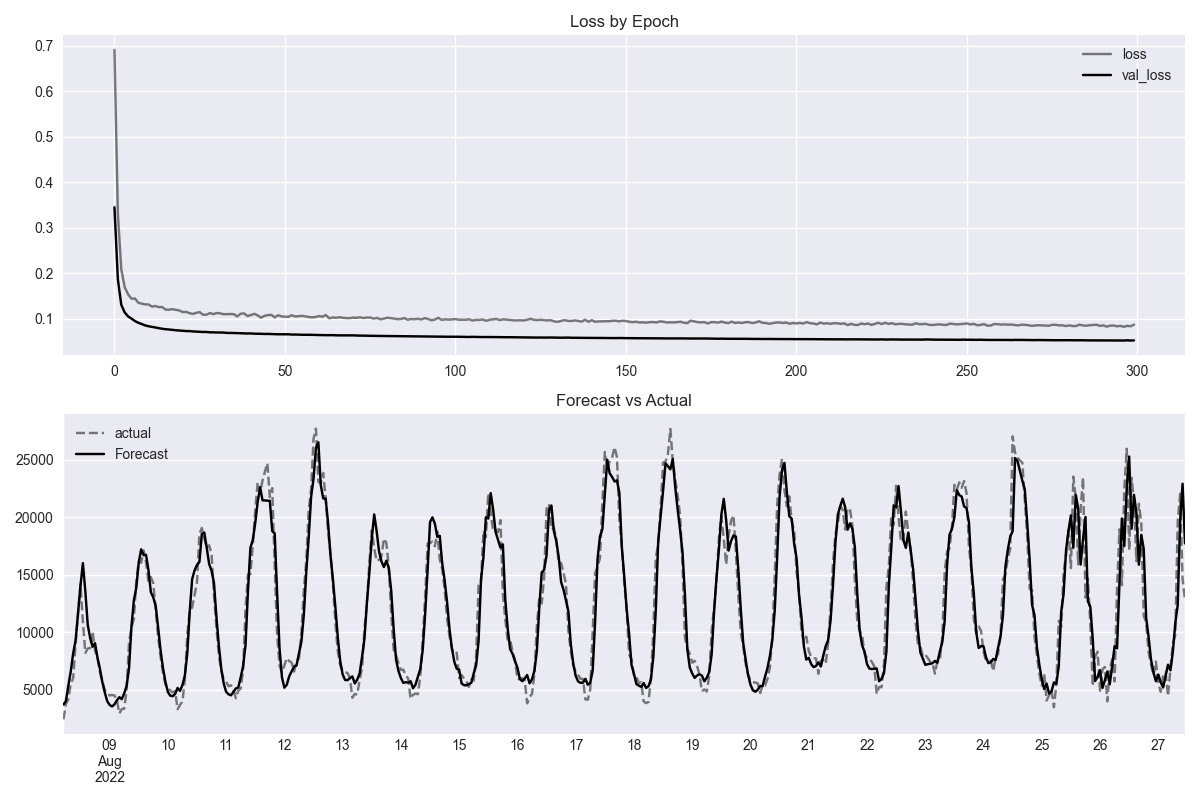 Loss by Epoch
0.7
0.6
0.5
0.4
0.3
0.2
0.1
loss
val_loss
0 50 100 150 200 250 300
Forecast vs Actual
actual
Forecast
25000
20000
15000
10000
5000
09 10 11 12 13 14 15 16 17 18 19 20 21 22 23 24 25 26 27
Aug
2022